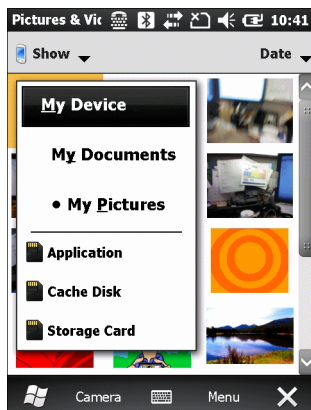 Pictures & Vic 10:41
Show Date
My Device
My Documents
• My Pictures
Application
Cache Disk
Storage Card
Camera Menu